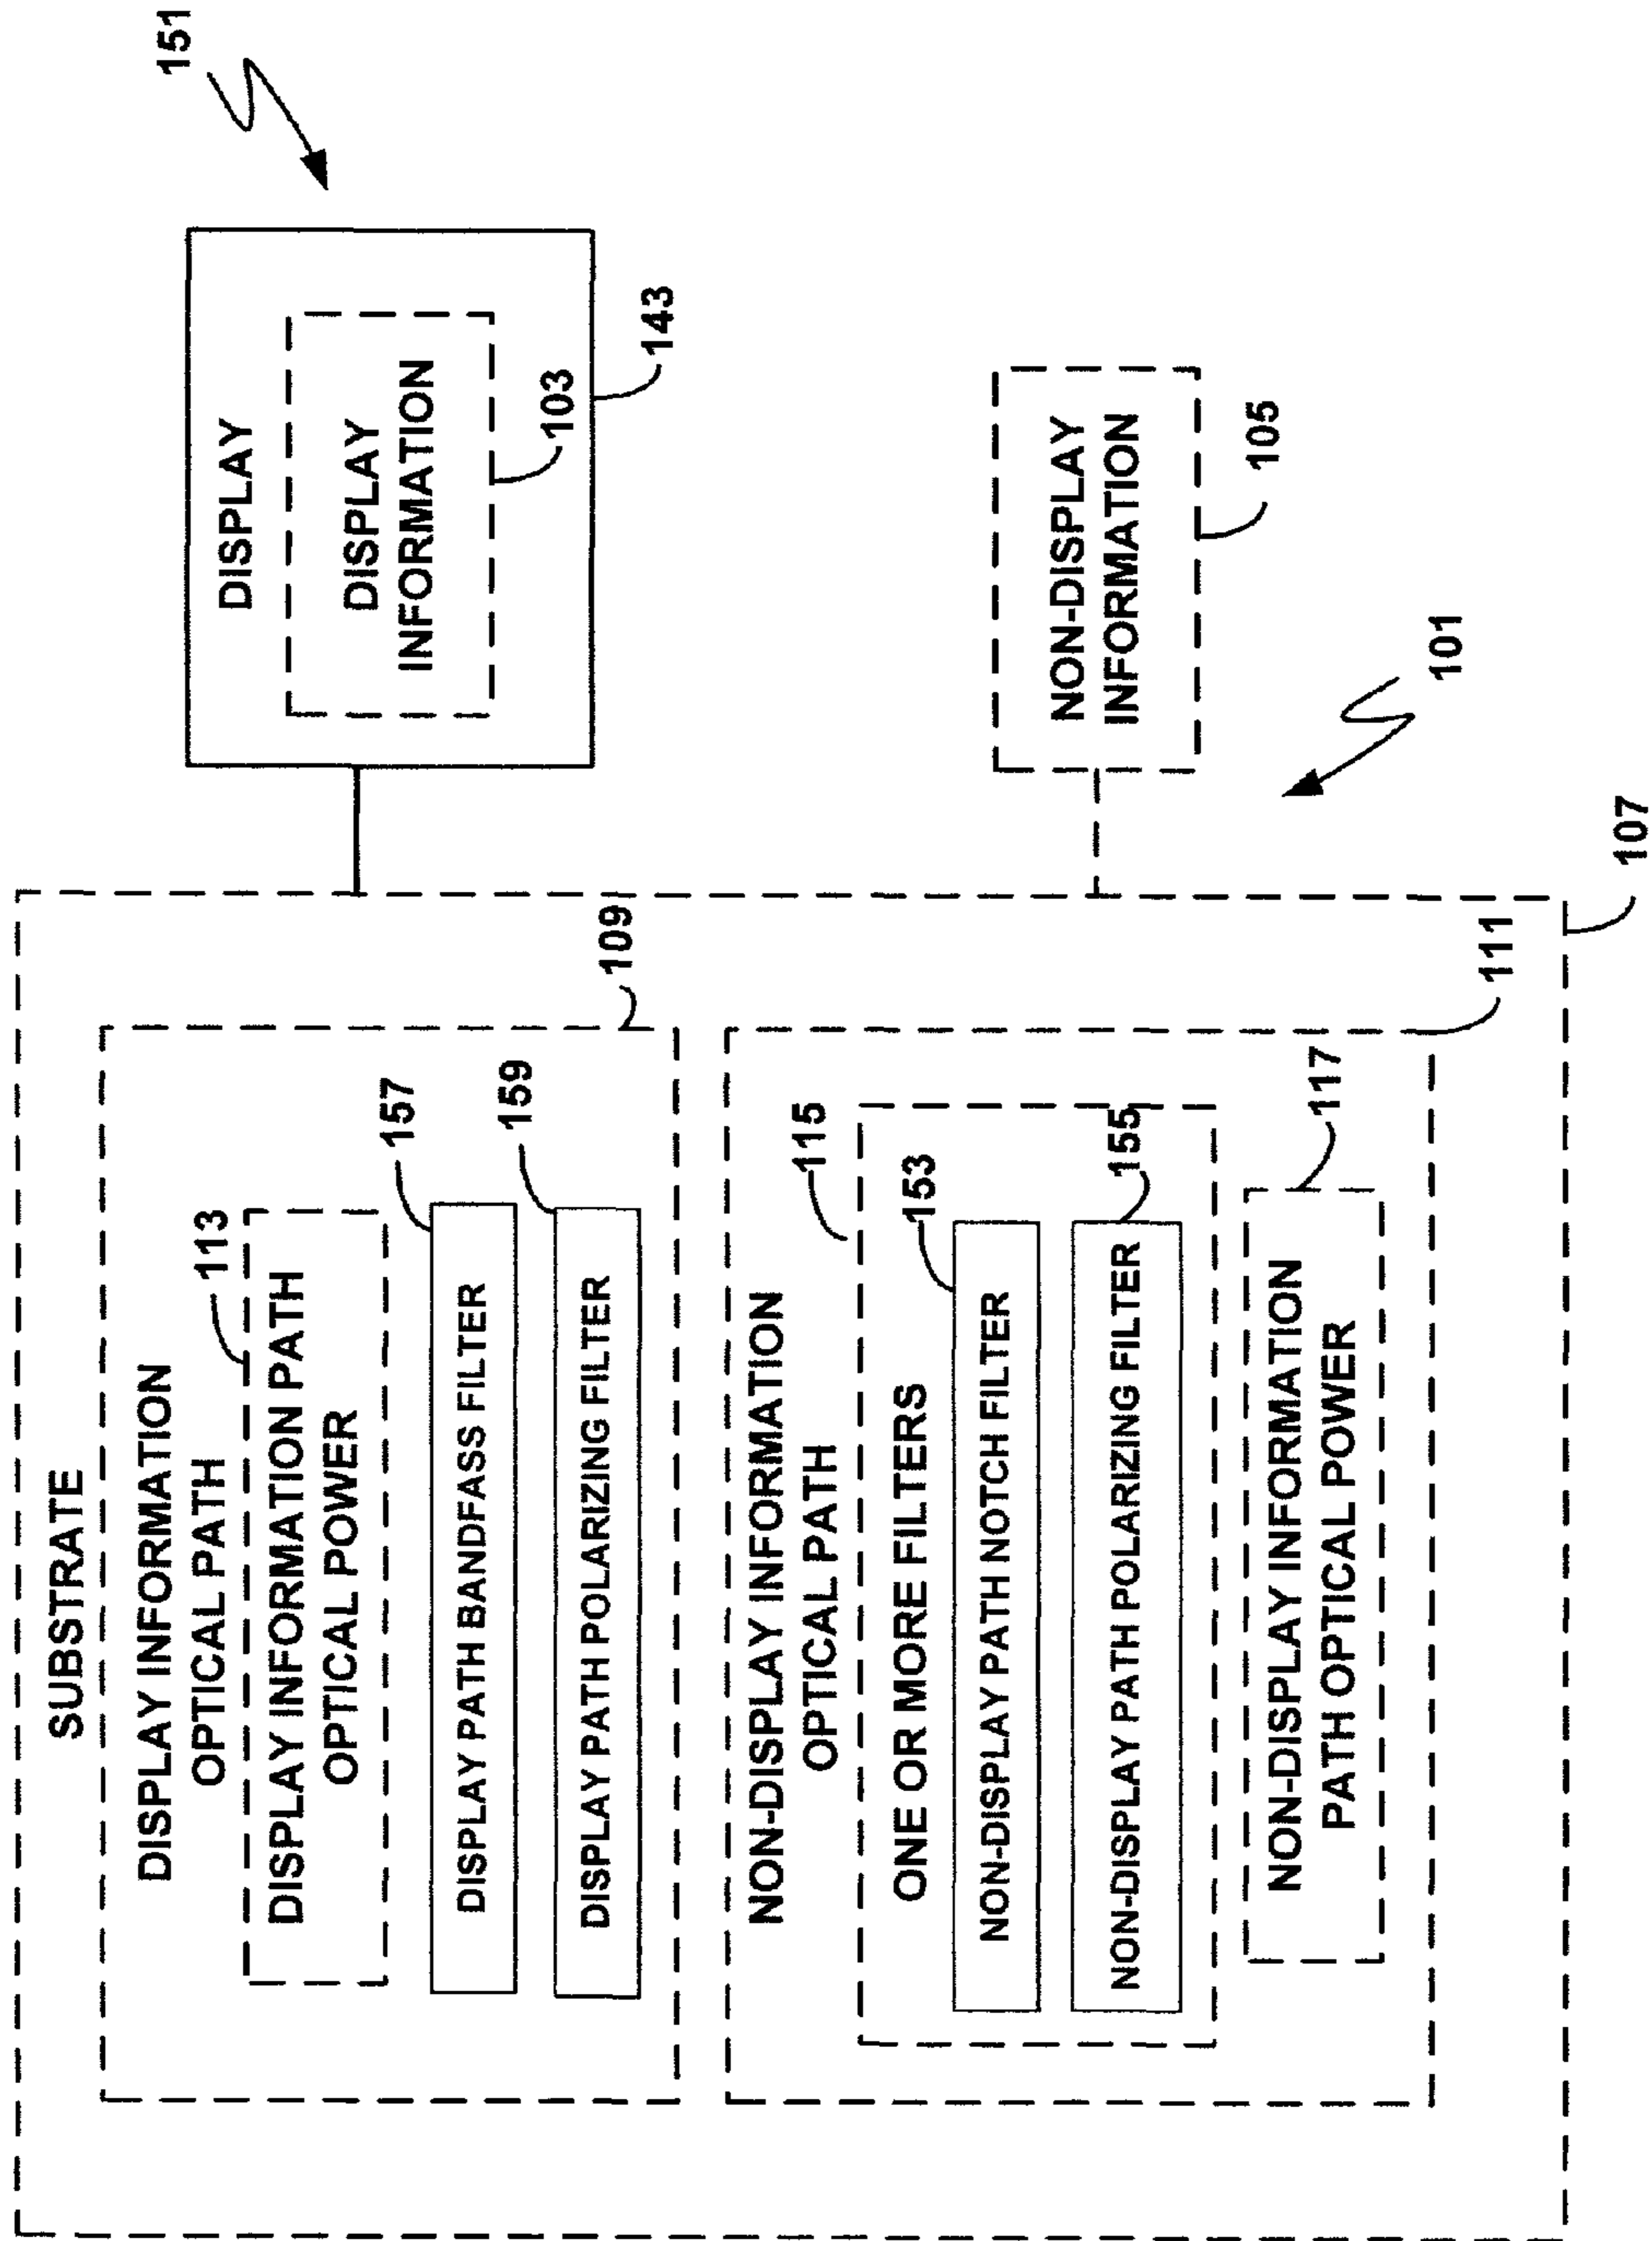 SUBSTRATE
DISPLAY INFORMATION
OPTICAL PATH
113
DISPLAY INFORMATION PATH
OPTICAL POWER
157
DISPLAY PATH BANDFASS FILTER
159
DISPLAY PATH POLARIZING FILTER
109
NON-DISPLAY INFORMATION
OPTICAL PATH
115
ONE OR MORE FILTERS
153
NON-DISPLAY PATH NOTCH FILTER
155
NON-DISPLAY PATH POLARIZING FILTER
117
NON-DISPLAY INFORMATION
PATH OPTICAL POWER
111
107
151
DISPLAY
DISPLAY
INFORMATION
103
143
NON-DISPLAY
INFORMATION
105
101